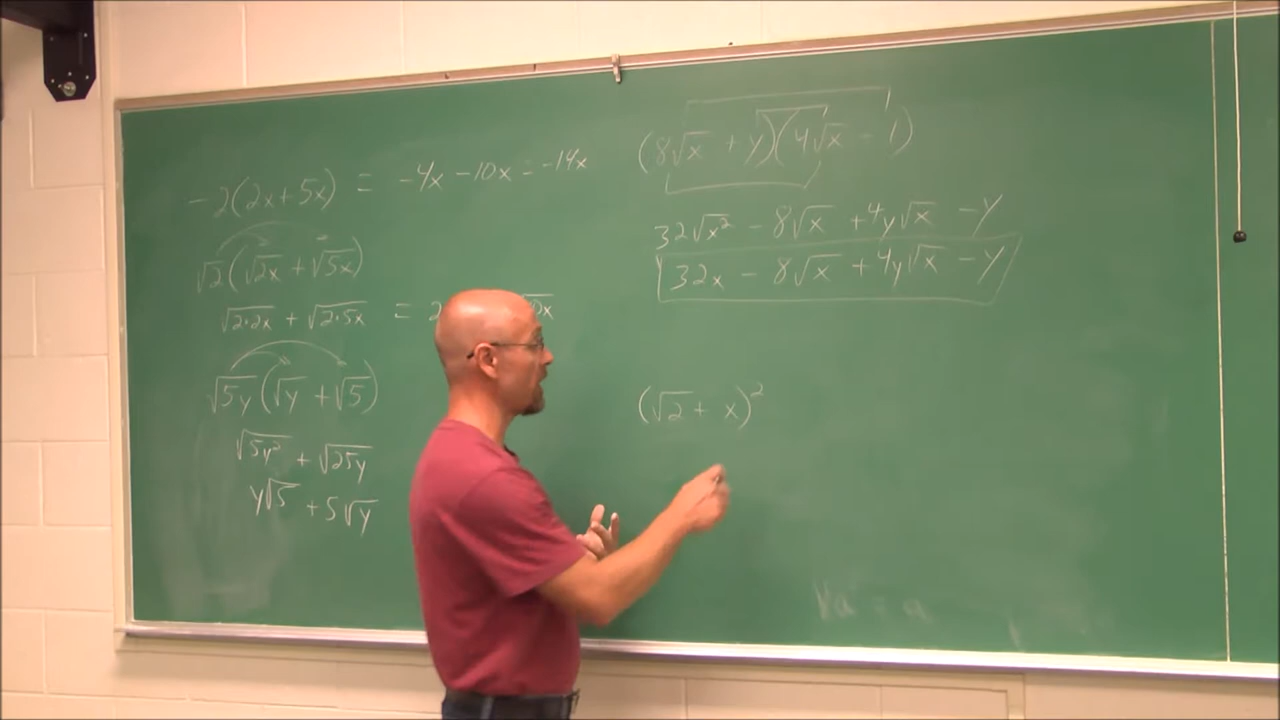 -2(2x+5x) = -4x -10x = -14x
√2(√2x + √5x)
√2·2x + √2·5x = 2
√5y(√y + √5)
√5y² + √25y
y√5 + 5√y
(8√x + y)(4√x - 1)
32√x² - 8√x + 4y√x - y
32x - 8√x + 4y√x - y
(√2 + x)²